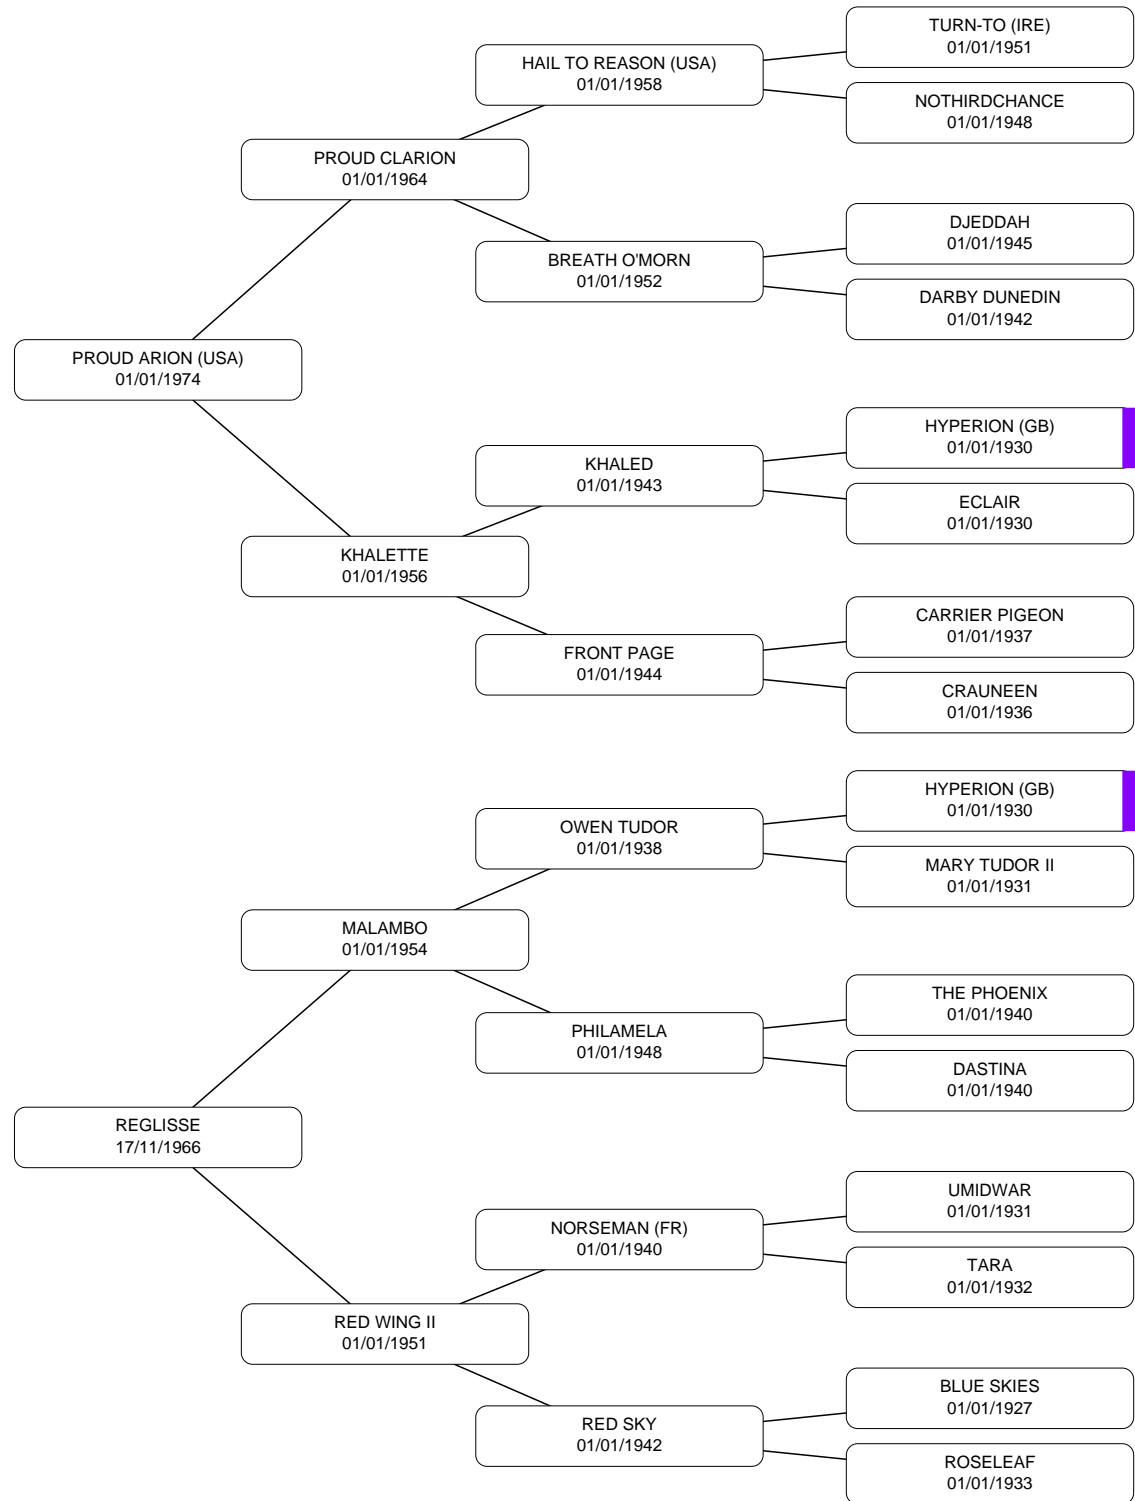 TURN-TO (IRE)
01/01/1951
HAIL TO REASON (USA)
01/01/1958
NOTHIRDCHANCE
01/01/1948
PROUD CLARION
01/01/1964
DJEDDAH
01/01/1945
BREATH O'MORN
01/01/1952
DARBY DUNEDIN
01/01/1942
PROUD ARION (USA)
01/01/1974
HYPERION (GB)
01/01/1930
KHALED
01/01/1943
ECLAIR
01/01/1930
KHALETTE
01/01/1956
CARRIER PIGEON
01/01/1937
FRONT PAGE
01/01/1944
CRAUNEEN
01/01/1936
HYPERION (GB)
01/01/1930
OWEN TUDOR
01/01/1938
MARY TUDOR II
01/01/1931
MALAMBO
01/01/1954
THE PHOENIX
01/01/1940
PHILAMELA
01/01/1948
DASTINA
01/01/1940
REGLISSE
17/11/1966
UMIDWAR
01/01/1931
NORSEMAN (FR)
01/01/1940
TARA
01/01/1932
RED WING II
01/01/1951
BLUE SKIES
01/01/1927
RED SKY
01/01/1942
ROSELEAF
01/01/1933